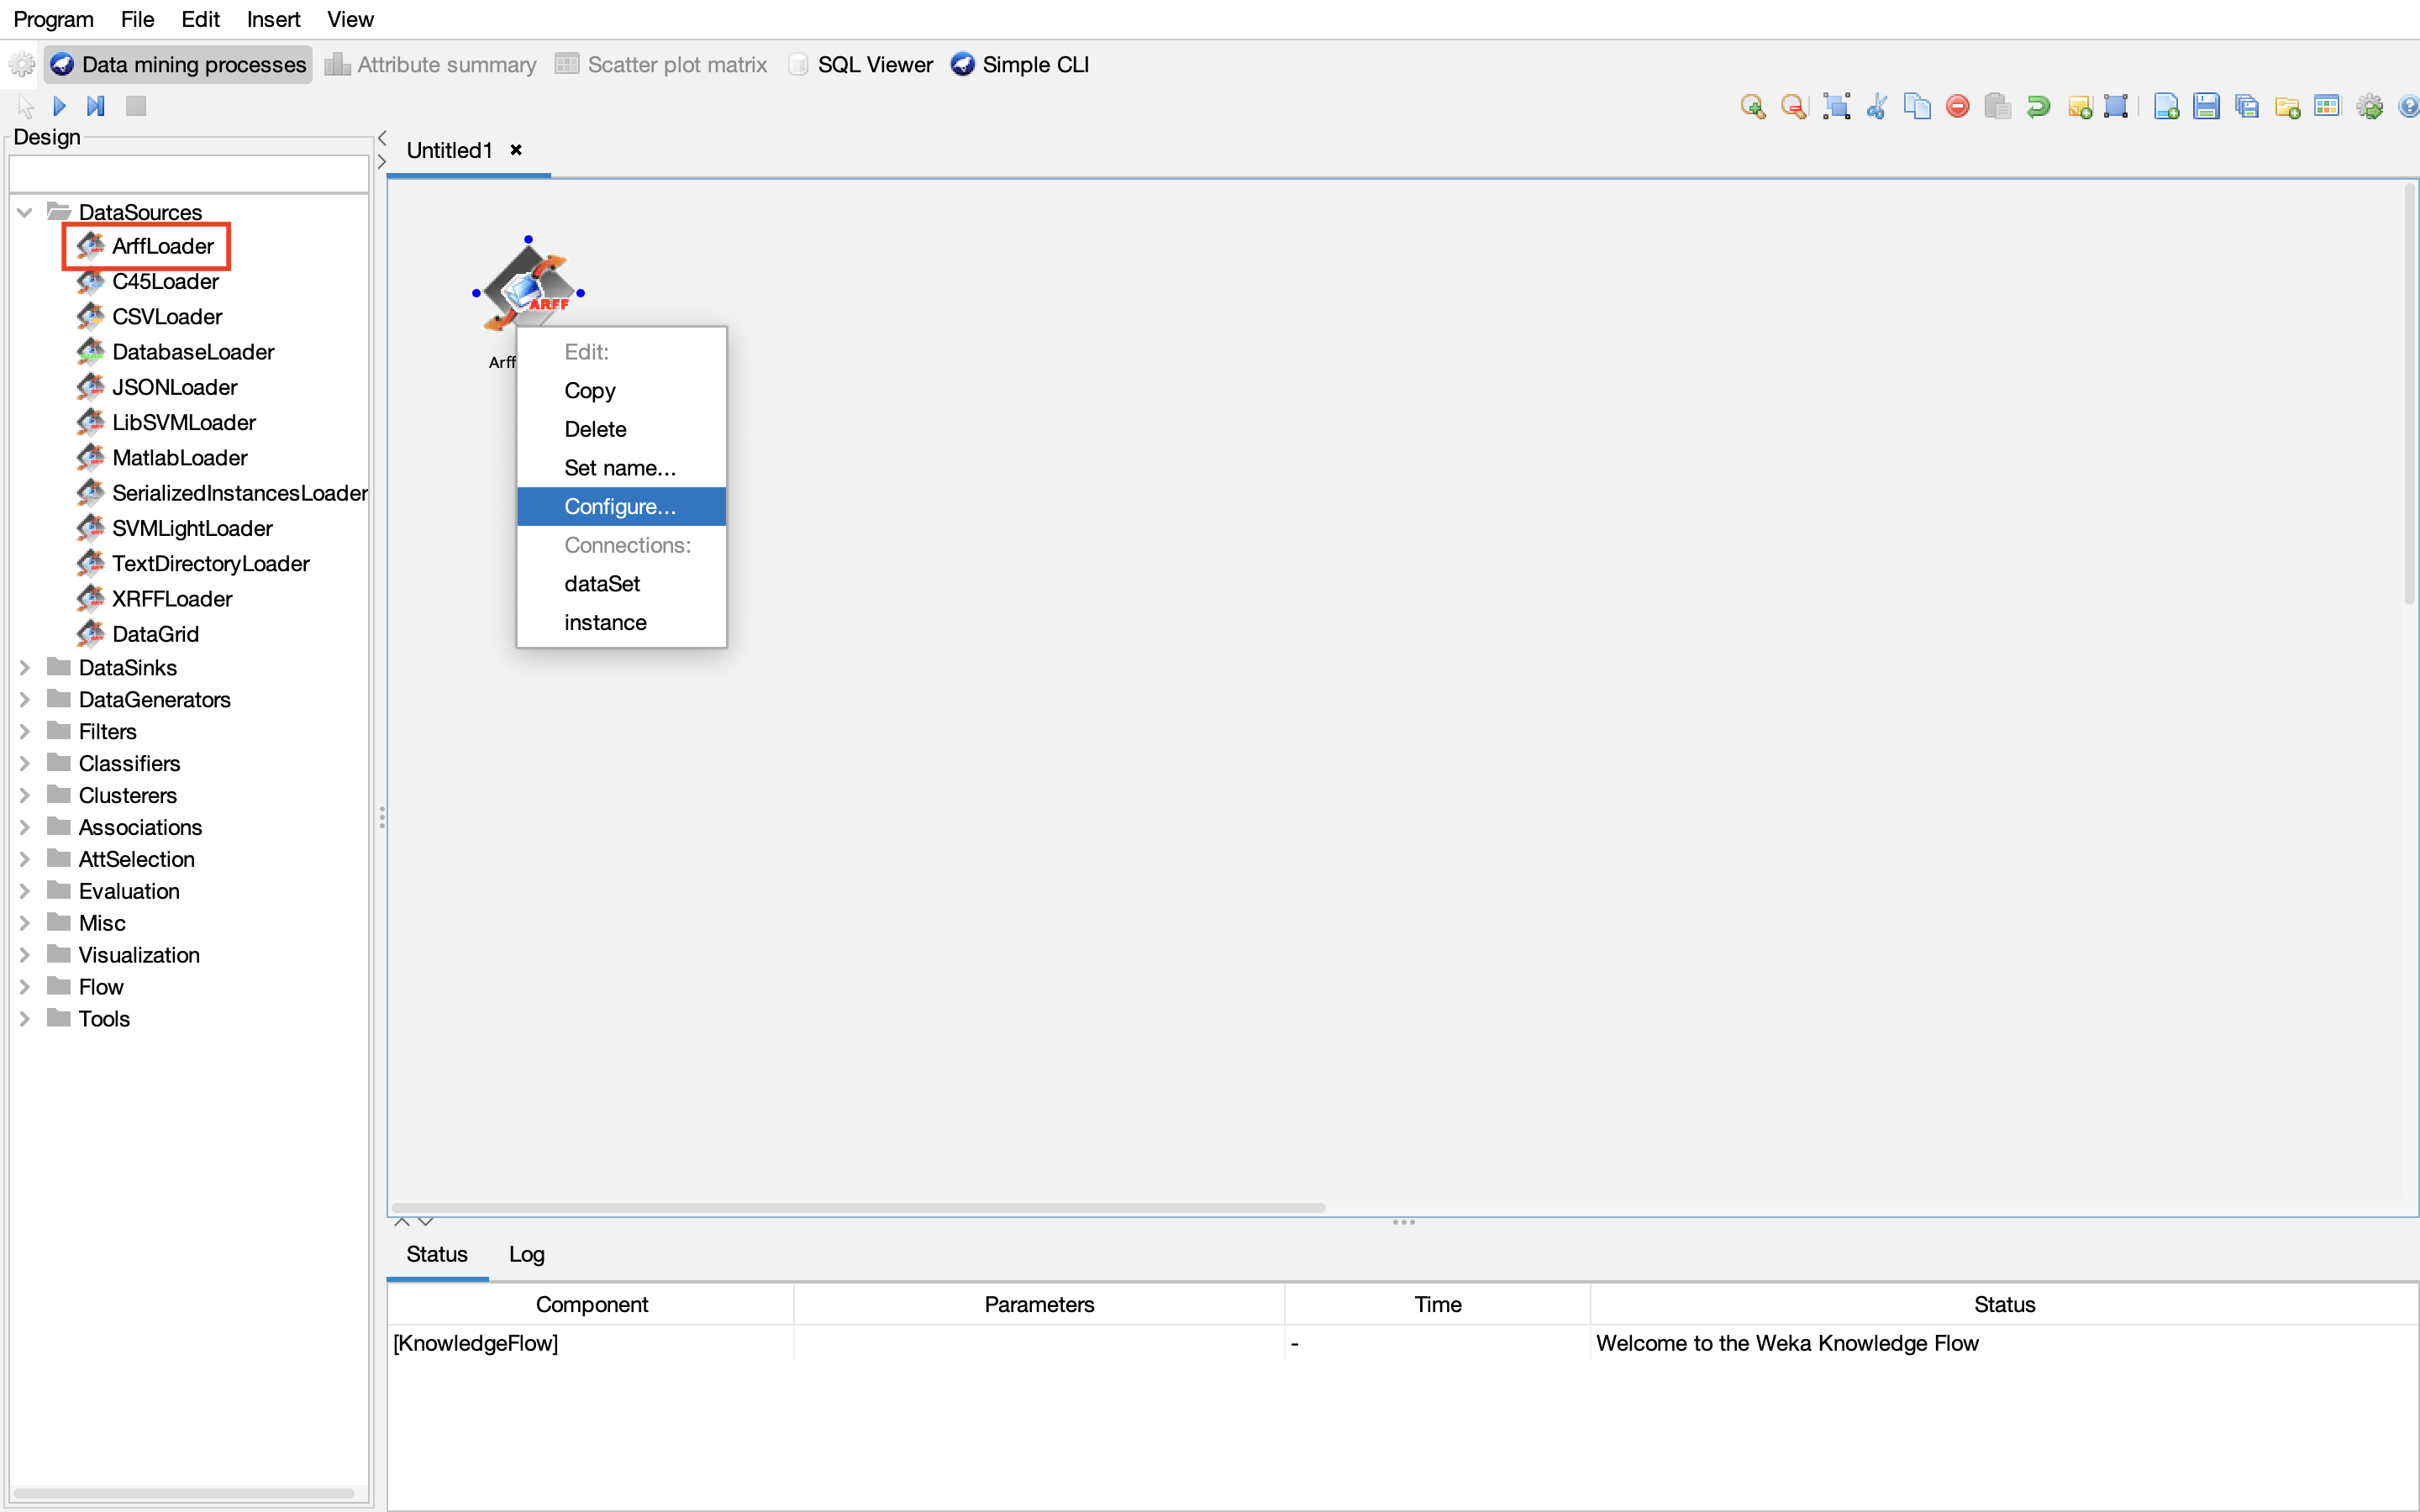 Program File Edit Insert View
Data mining processes Attribute summary Scatter plot matrix SQL Viewer Simple CLI
Design
Untitled1
DataSources
ArffLoader
C45Loader
CSVLoader
DatabaseLoader
JSONLoader
LibSVMLoader
MatlabLoader
SerializedInstancesLoader
SVMLightLoader
TextDirectoryLoader
XRFFLoader
DataGrid
DataSinks
DataGenerators
Filters
Classifiers
Clusterers
Associations
AttSelection
Evaluation
Misc
Visualization
Flow
Tools
ARFF
Arff
Edit:
Copy
Delete
Set name...
Configure...
Connections:
dataSet
instance
Status Log
Component Parameters Time Status
[KnowledgeFlow] - Welcome to the Weka Knowledge Flow